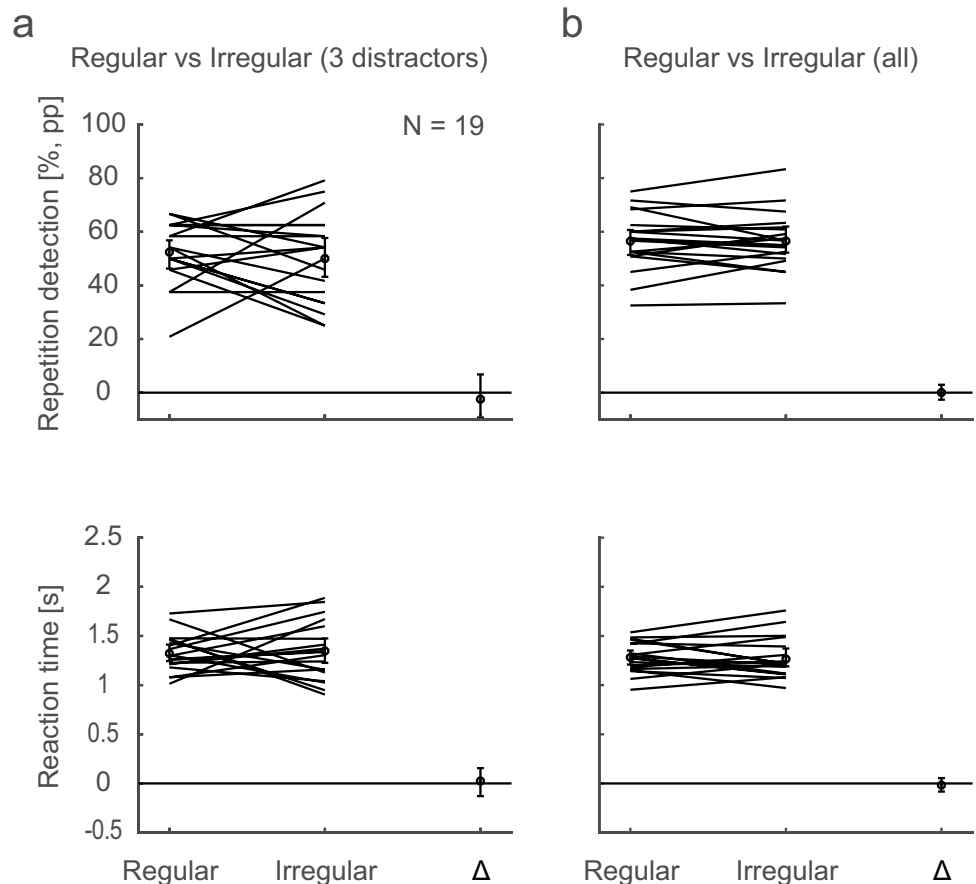 a
Regular vs Irregular (3 distractors)
b
Regular vs Irregular (all)
Repetition detection [%, pp]
100
80
60
40
20
0
N = 19
Reaction time [s]
2.5
2
1.5
1
0.5
0
-0.5
Regular Irregular Δ
Regular Irregular Δ